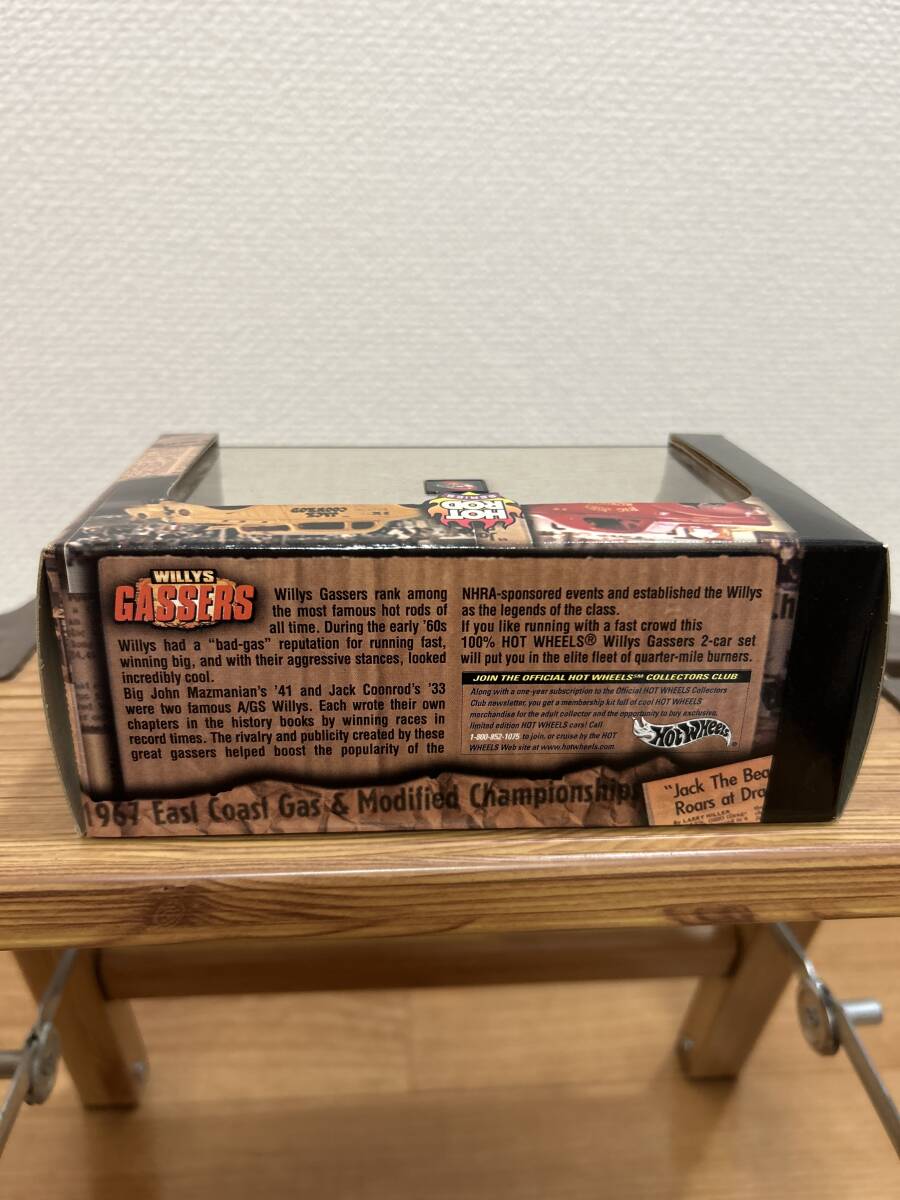 HOT
ROD
SERIES
WILLYS
GASSERS
Willys Gassers rank among
the most famous hot rods of
all time. During the early '60s
Willys had a "bad-gas" reputation for running fast,
winning big, and with their aggressive stances, looked
incredibly cool.
Big John Mazmanian's '41 and Jack Coonrod's '33
were two famous A/GS Willys. Each wrote their own
chapters in the history books by winning races in
record times. The rivalry and publicity created by these
great gassers helped boost the popularity of the
NHRA-sponsored events and established the Willys
as the legends of the class.
If you like running with a fast crowd this
100% HOT WHEELS® Willys Gassers 2-car set
will put you in the elite fleet of quarter-mile burners.
JOIN THE OFFICIAL HOT WHEELS℠ COLLECTORS CLUB
Along with a one-year subscription to the Official HOT WHEELS Collectors
Club newsletter, you get a membership kit full of cool HOT WHEELS
merchandise for the adult collector and the opportunity to buy exclusive,
limited edition HOT WHEELS cars! Call
1-800-852-1075 to join, or cruise by the HOT
WHEELS Web site at www.hotwheels.com
Hot Wheels®
1967 East Coast Gas & Modified Championships
"Jack The Bea
Roars at Dra
By LARRY